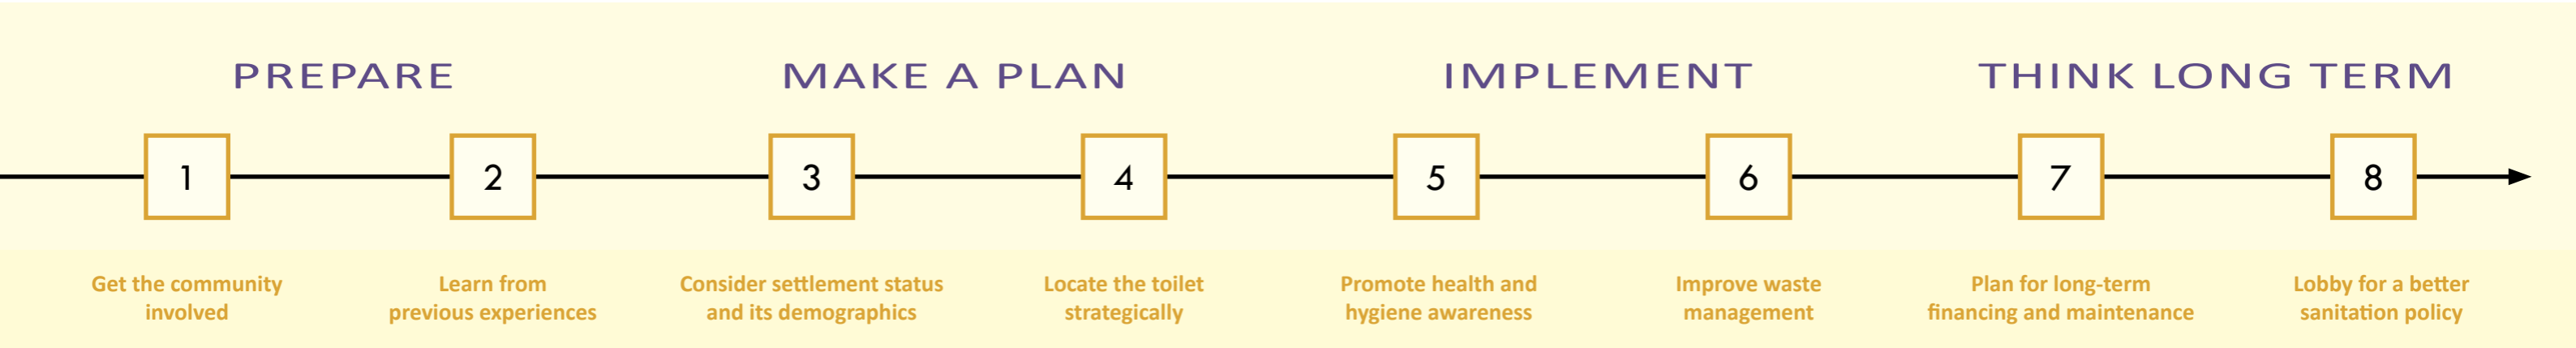 PREPARE
MAKE A PLAN
IMPLEMENT
THINK LONG TERM
1
2
3
4
5
6
7
8
Get the community
involved
Learn from
previous experiences
Consider settlement status
and its demographics
Locate the toilet
strategically
Promote health and
hygiene awareness
Improve waste
management
Plan for long-term
financing and maintenance
Lobby for a better
sanitation policy